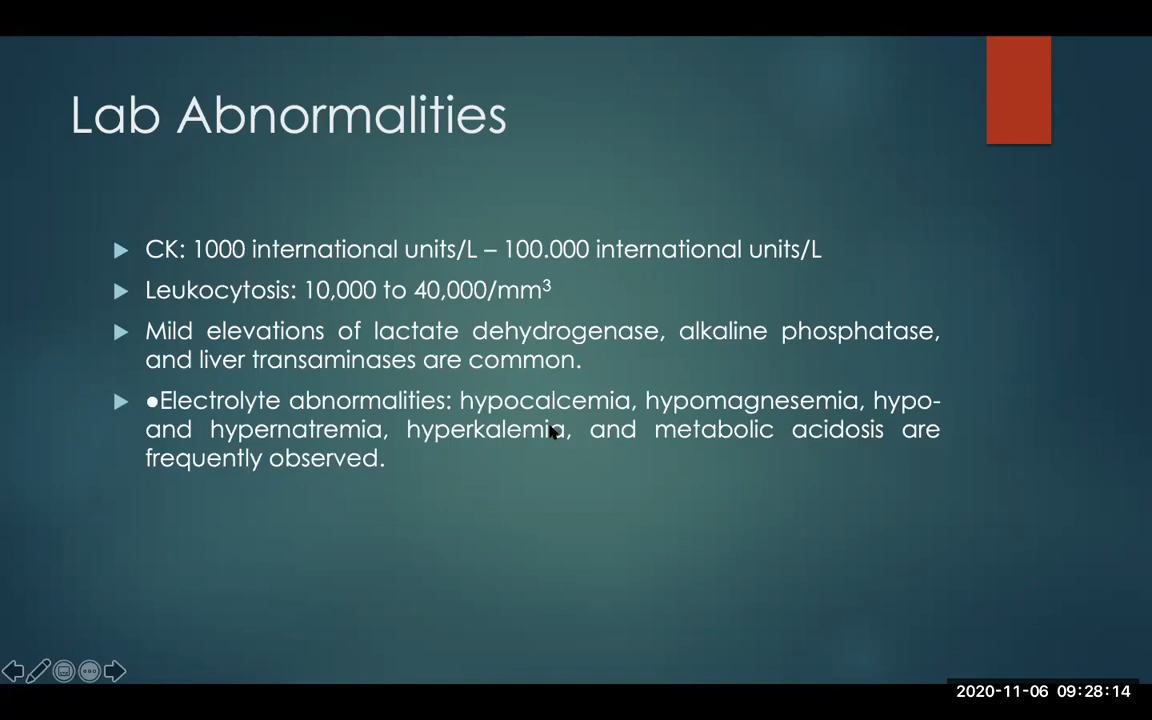 Lab Abnormalities
CK: 1000 international units/L – 100.000 international units/L
Leukocytosis: 10,000 to 40,000/mm³
Mild elevations of lactate dehydrogenase, alkaline phosphatase,
and liver transaminases are common.
●Electrolyte abnormalities: hypocalcemia, hypomagnesemia, hypo-
and hypernatremia, hyperkalemia, and metabolic acidosis are
frequently observed.
2020-11-06 09:28:14